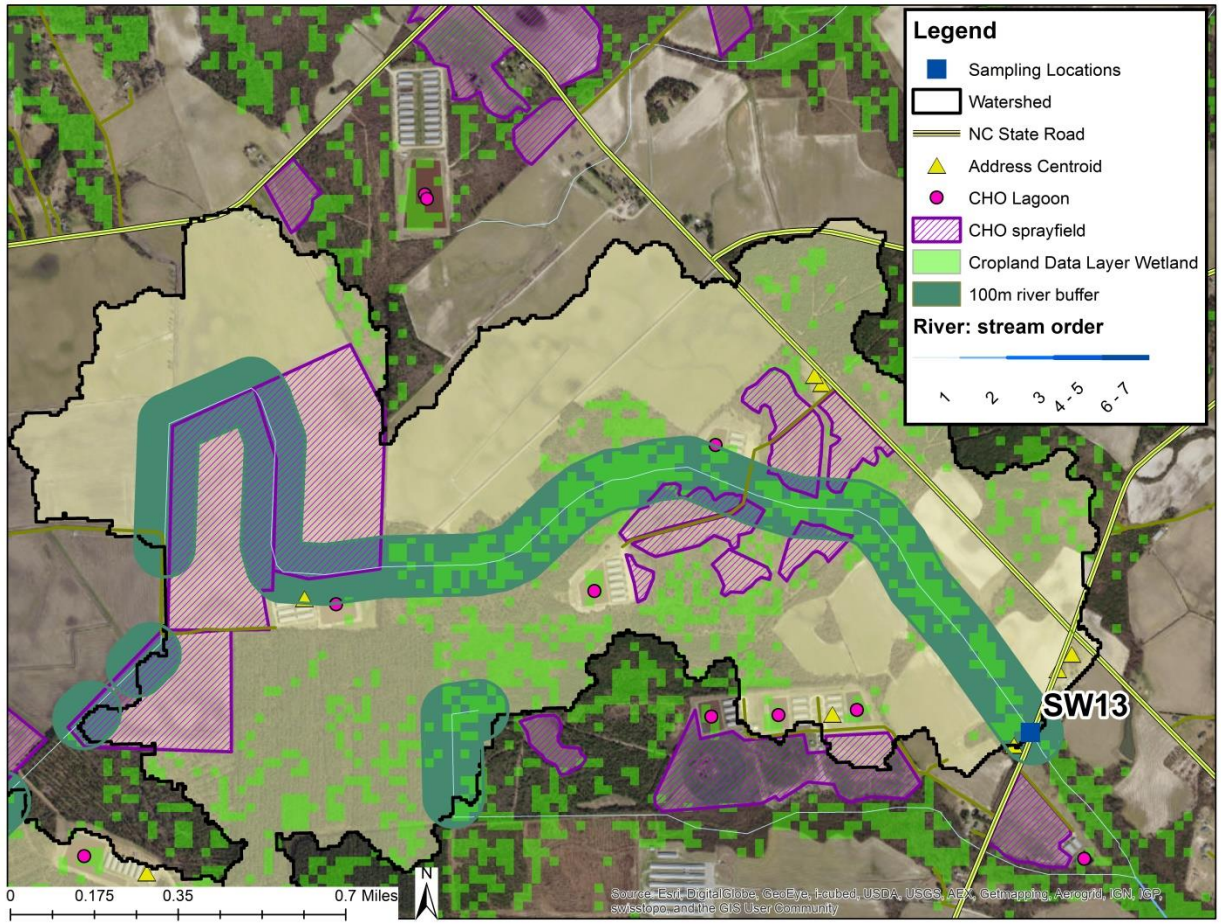 Legend
Sampling Locations
Watershed
NC State Road
Address Centroid
CHO Lagoon
CHO sprayfield
Cropland Data Layer Wetland
100m river buffer
River: stream order
1 2 3 4 - 5 6 - 7
SW13
N
0 0.175 0.35 0.7 Miles
Source: Esri, DigitalGlobe, GeoEye, i-cubed, USDA, USGS, AEX, Getmapping, Aerogrid, IGN, IGP,
swisstopo, and the GIS User Community